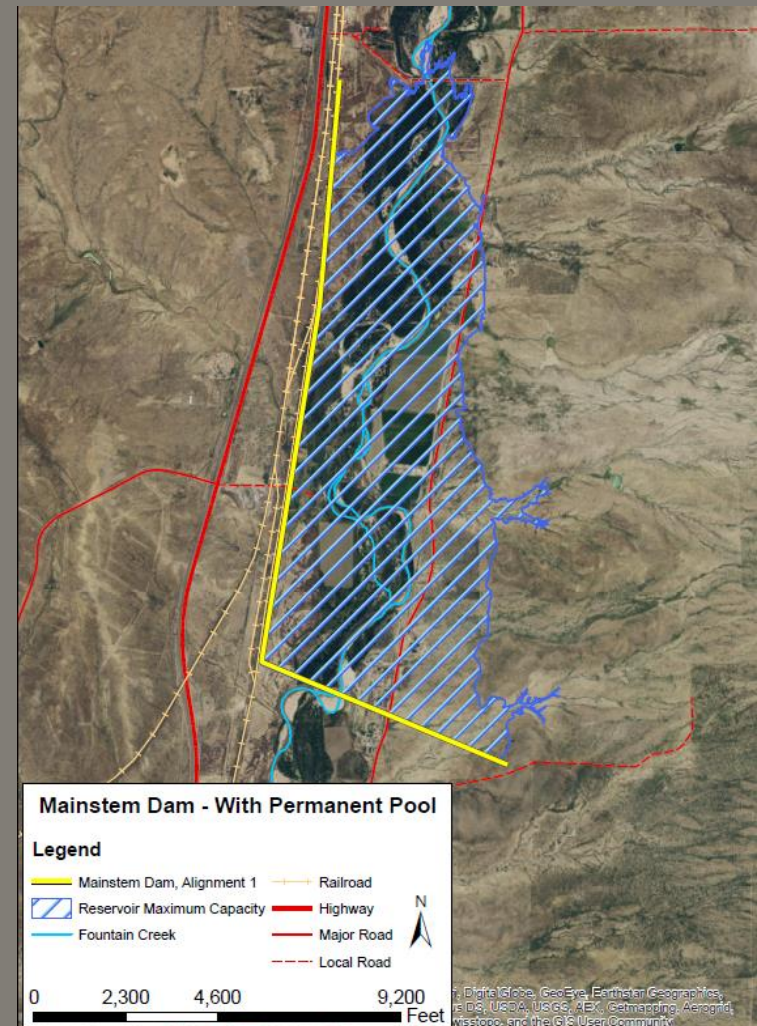 Mainstem Dam - With Permanent Pool
Legend
Mainstem Dam, Alignment 1
Reservoir Maximum Capacity
Fountain Creek
Railroad
Highway
Major Road
Local Road
N
0 2,300 4,600 9,200
Feet
DigitalGlobe, GeoEye, Earthstar Geographics,
DS, USDA, USGS, AEX, Getmapping, Aerogrid,
and the GIS User Community